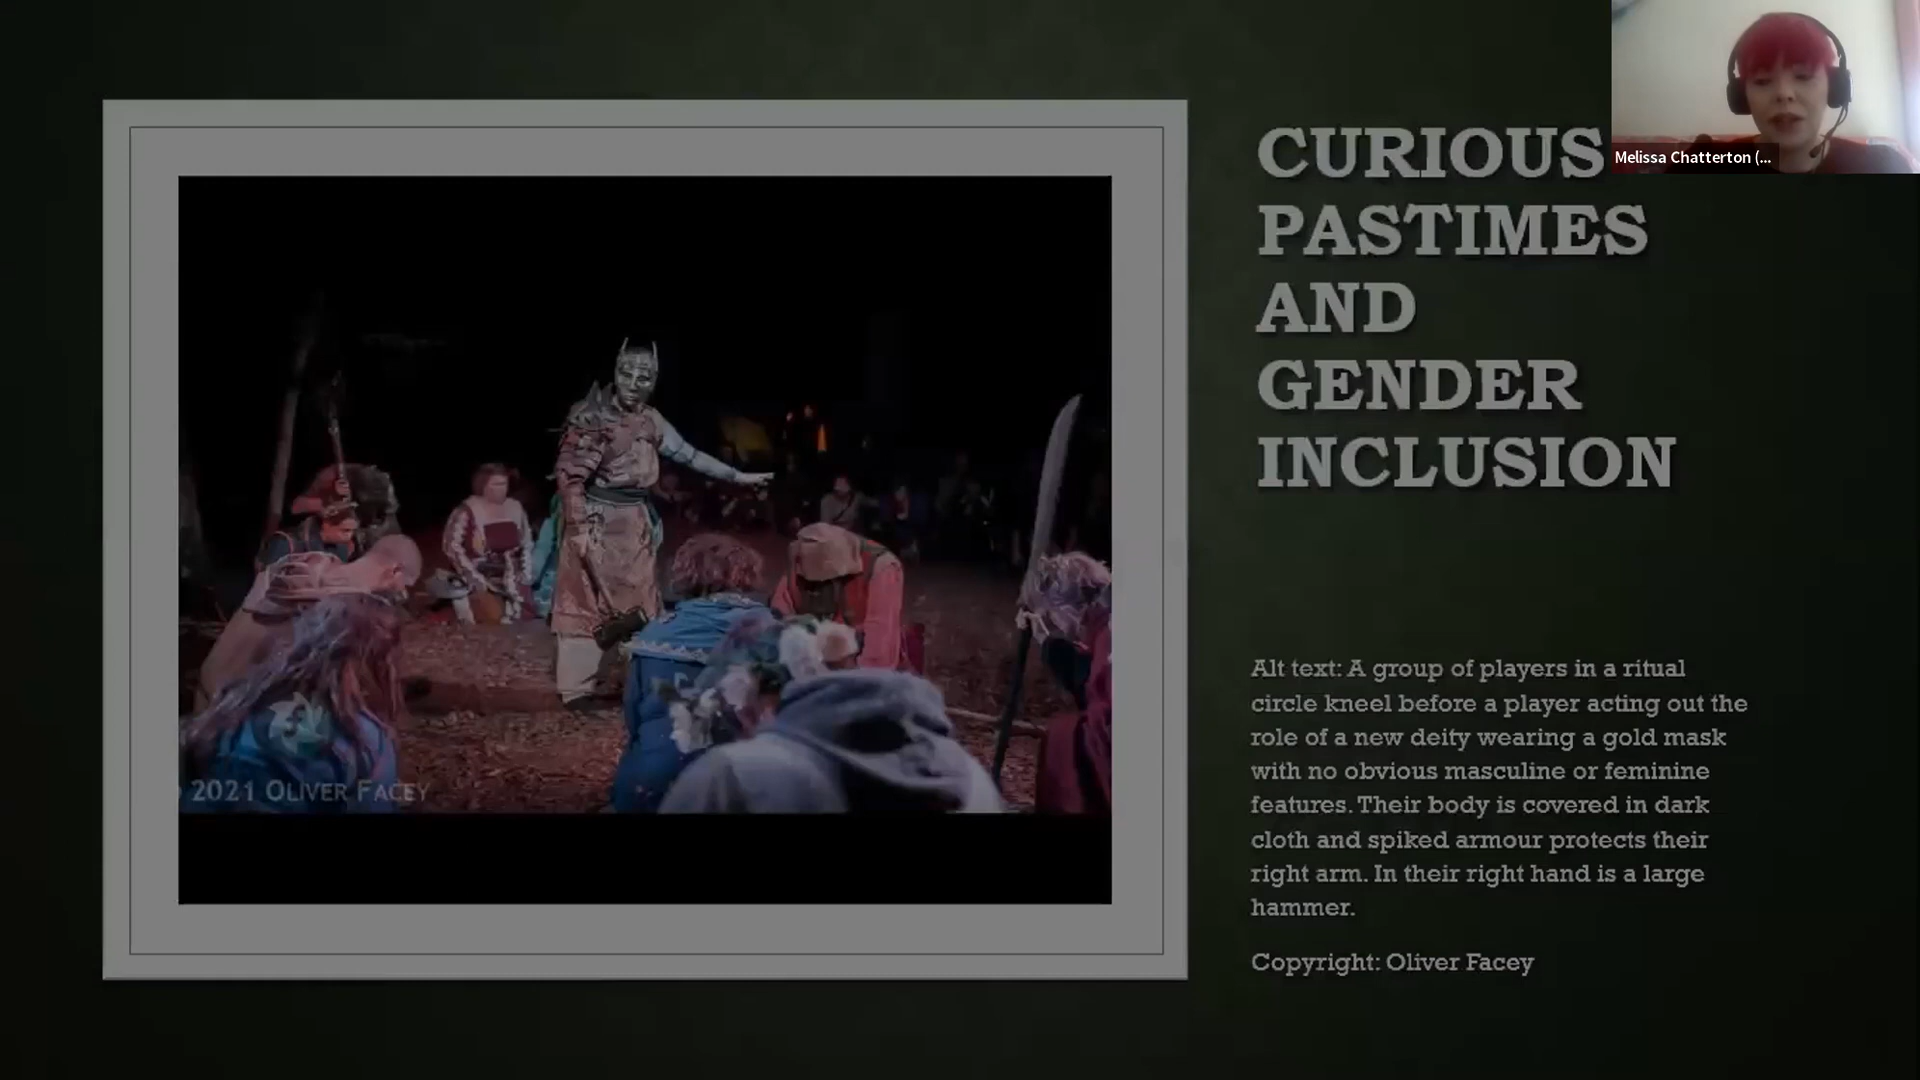 CURIOUS
PASTIMES
AND
GENDER
INCLUSION
Melissa Chatterton (...
Alt text: A group of players in a ritual
circle kneel before a player acting out the
role of a new deity wearing a gold mask
with no obvious masculine or feminine
features. Their body is covered in dark
cloth and spiked armour protects their
right arm. In their right hand is a large
hammer.
Copyright: Oliver Facey
2021 OLIVER FACEY